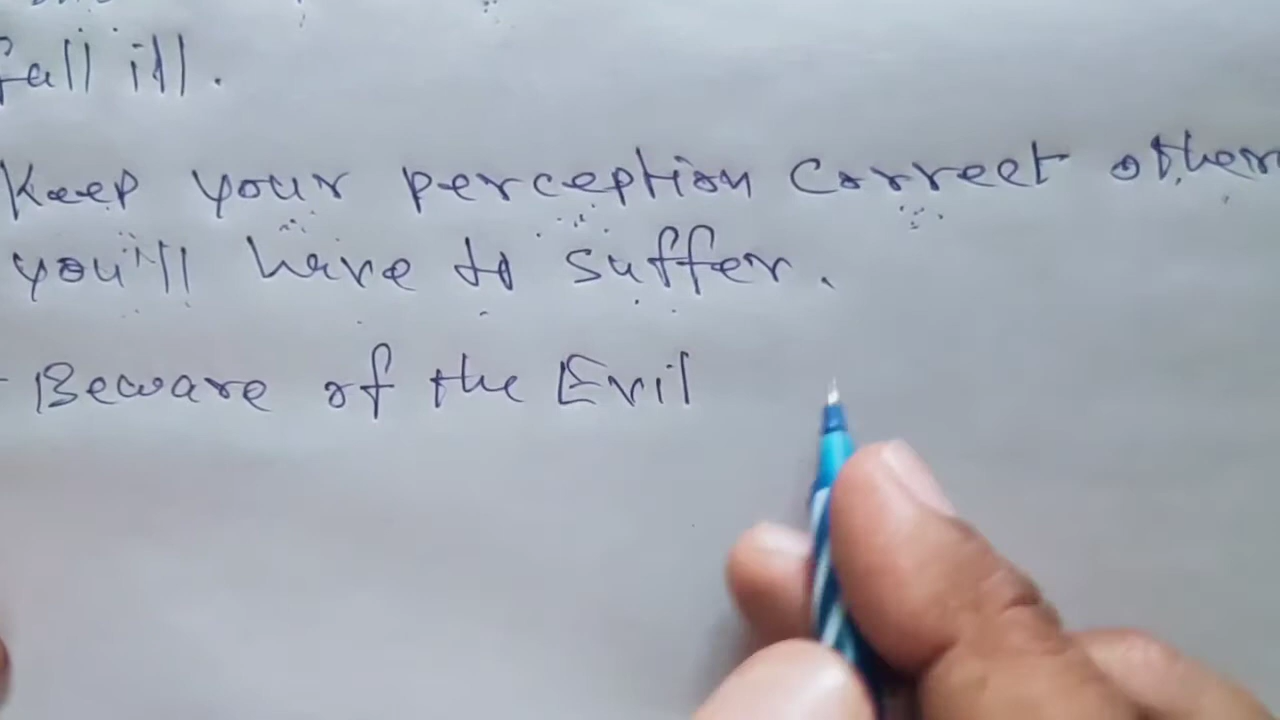 fall ill.
Keep your perception correct other
you'll have to suffer.
- Beware of the Evil